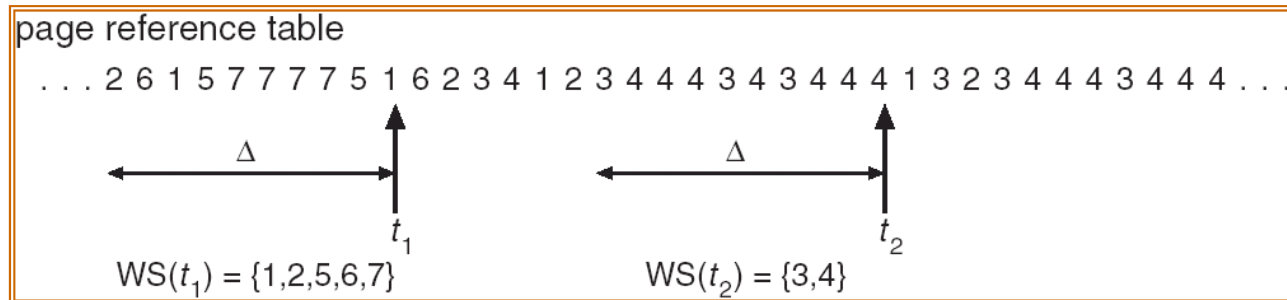 page reference table
. . . 2 6 1 5 7 7 7 7 5 1 6 2 3 4 1 2 3 4 4 4 3 4 3 4 4 4 1 3 2 3 4 4 4 3 4 4 4 . . .
Δ Δ
t₁ t₂
WS(t₁) = {1,2,5,6,7} WS(t₂) = {3,4}